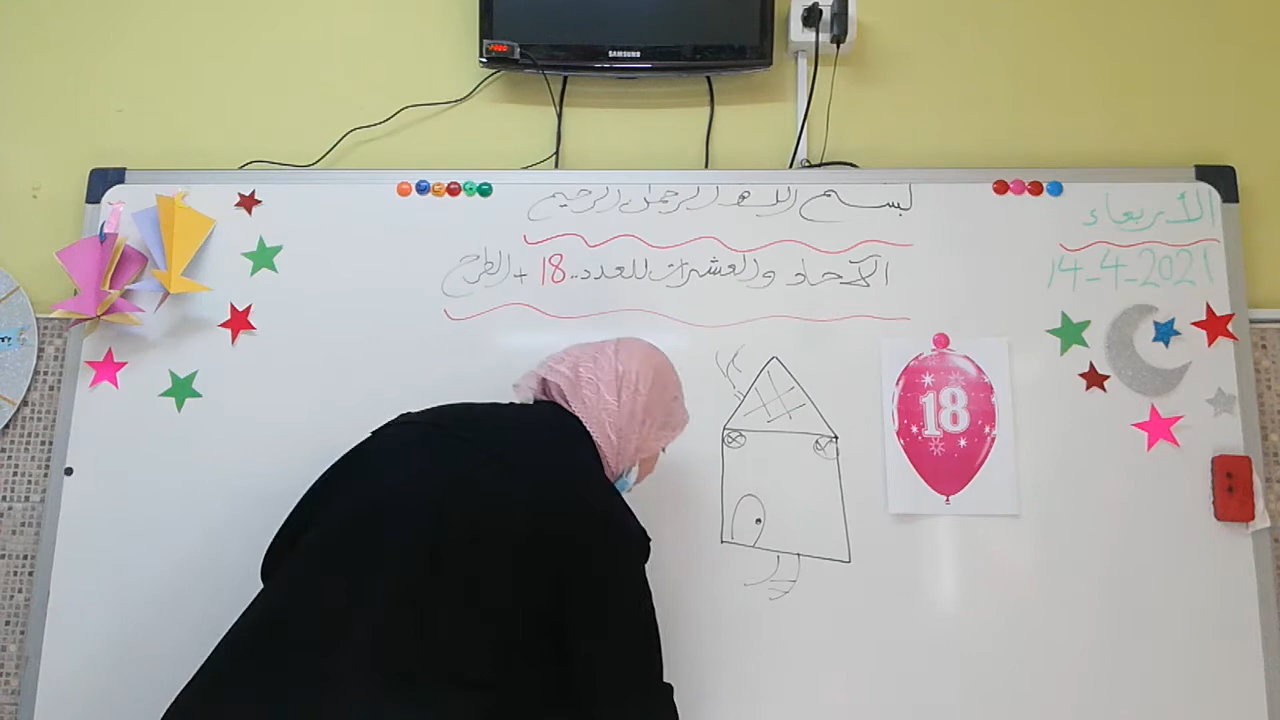 SAMSUNG
بسم الله الرحمن الرحيم
الأربعاء
14-4-2021
الآحاد والعشرات للعدد.. 18 + الطرح
18